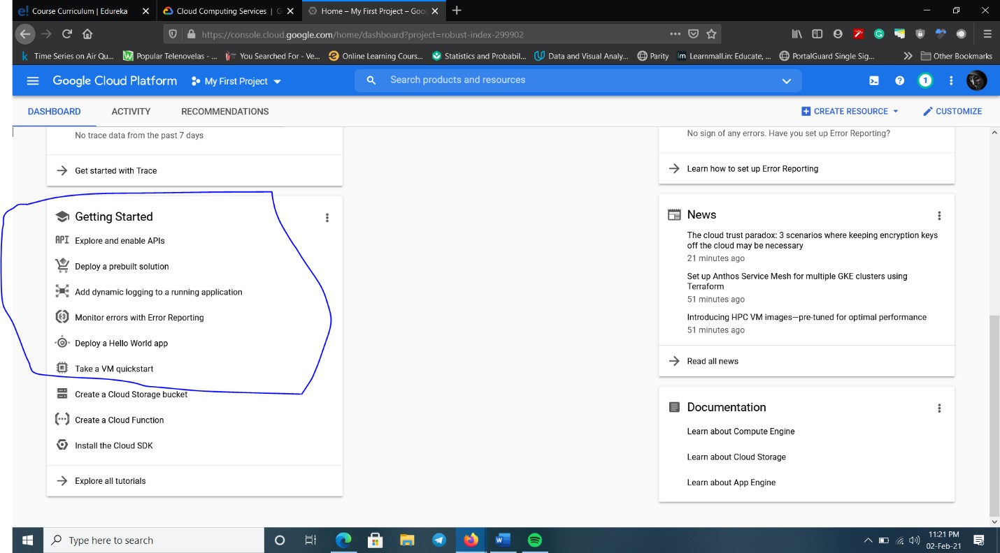 Course Curriculum | Edureka
Cloud Computing Services | G
Home – My First Project – Goo
https://console.cloud.google.com/home/dashboard?project=robust-index-299902
Time Series on Air Qu...
Popular Telenovelas - ...
You Searched For - Ve...
Online Learning Cours...
Statistics and Probabil...
Data and Visual Analy...
Parity
Learnmall.in: Educate, ...
PortalGuard Single Sig...
Other Bookmarks
Google Cloud Platform
My First Project
Search products and resources
1
DASHBOARD
ACTIVITY
RECOMMENDATIONS
CREATE RESOURCE
CUSTOMIZE
No trace data from the past 7 days
Get started with Trace
Getting Started
API Explore and enable APIs
Deploy a prebuilt solution
Add dynamic logging to a running application
Monitor errors with Error Reporting
Deploy a Hello World app
Take a VM quickstart
Create a Cloud Storage bucket
Create a Cloud Function
Install the Cloud SDK
Explore all tutorials
No sign of any errors. Have you set up Error Reporting?
Learn how to set up Error Reporting
News
The cloud trust paradox: 3 scenarios where keeping encryption keys
off the cloud may be necessary
21 minutes ago
Set up Anthos Service Mesh for multiple GKE clusters using
Terraform
51 minutes ago
Introducing HPC VM images—pre-tuned for optimal performance
51 minutes ago
Read all news
Documentation
Learn about Compute Engine
Learn about Cloud Storage
Learn about App Engine
Type here to search
11:21 PM
02-Feb-21